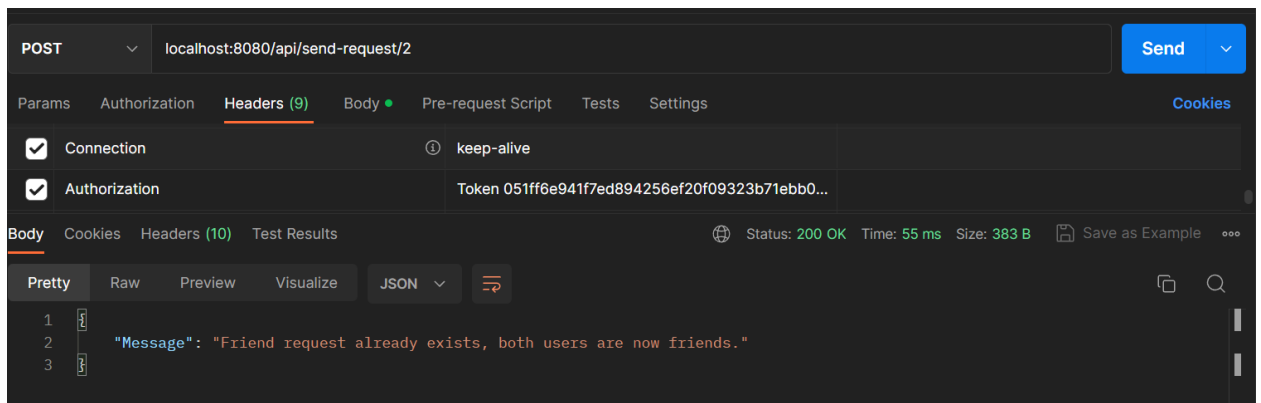 POST localhost:8080/api/send-request/2 Send
Params Authorization Headers (9) Body Pre-request Script Tests Settings Cookies
Connection keep-alive
Authorization Token 051ff6e941f7ed894256ef20f09323b71ebb0...
Body Cookies Headers (10) Test Results Status: 200 OK Time: 55 ms Size: 383 B Save as Example
Pretty Raw Preview Visualize JSON
1 {
2 "Message": "Friend request already exists, both users are now friends."
3 }